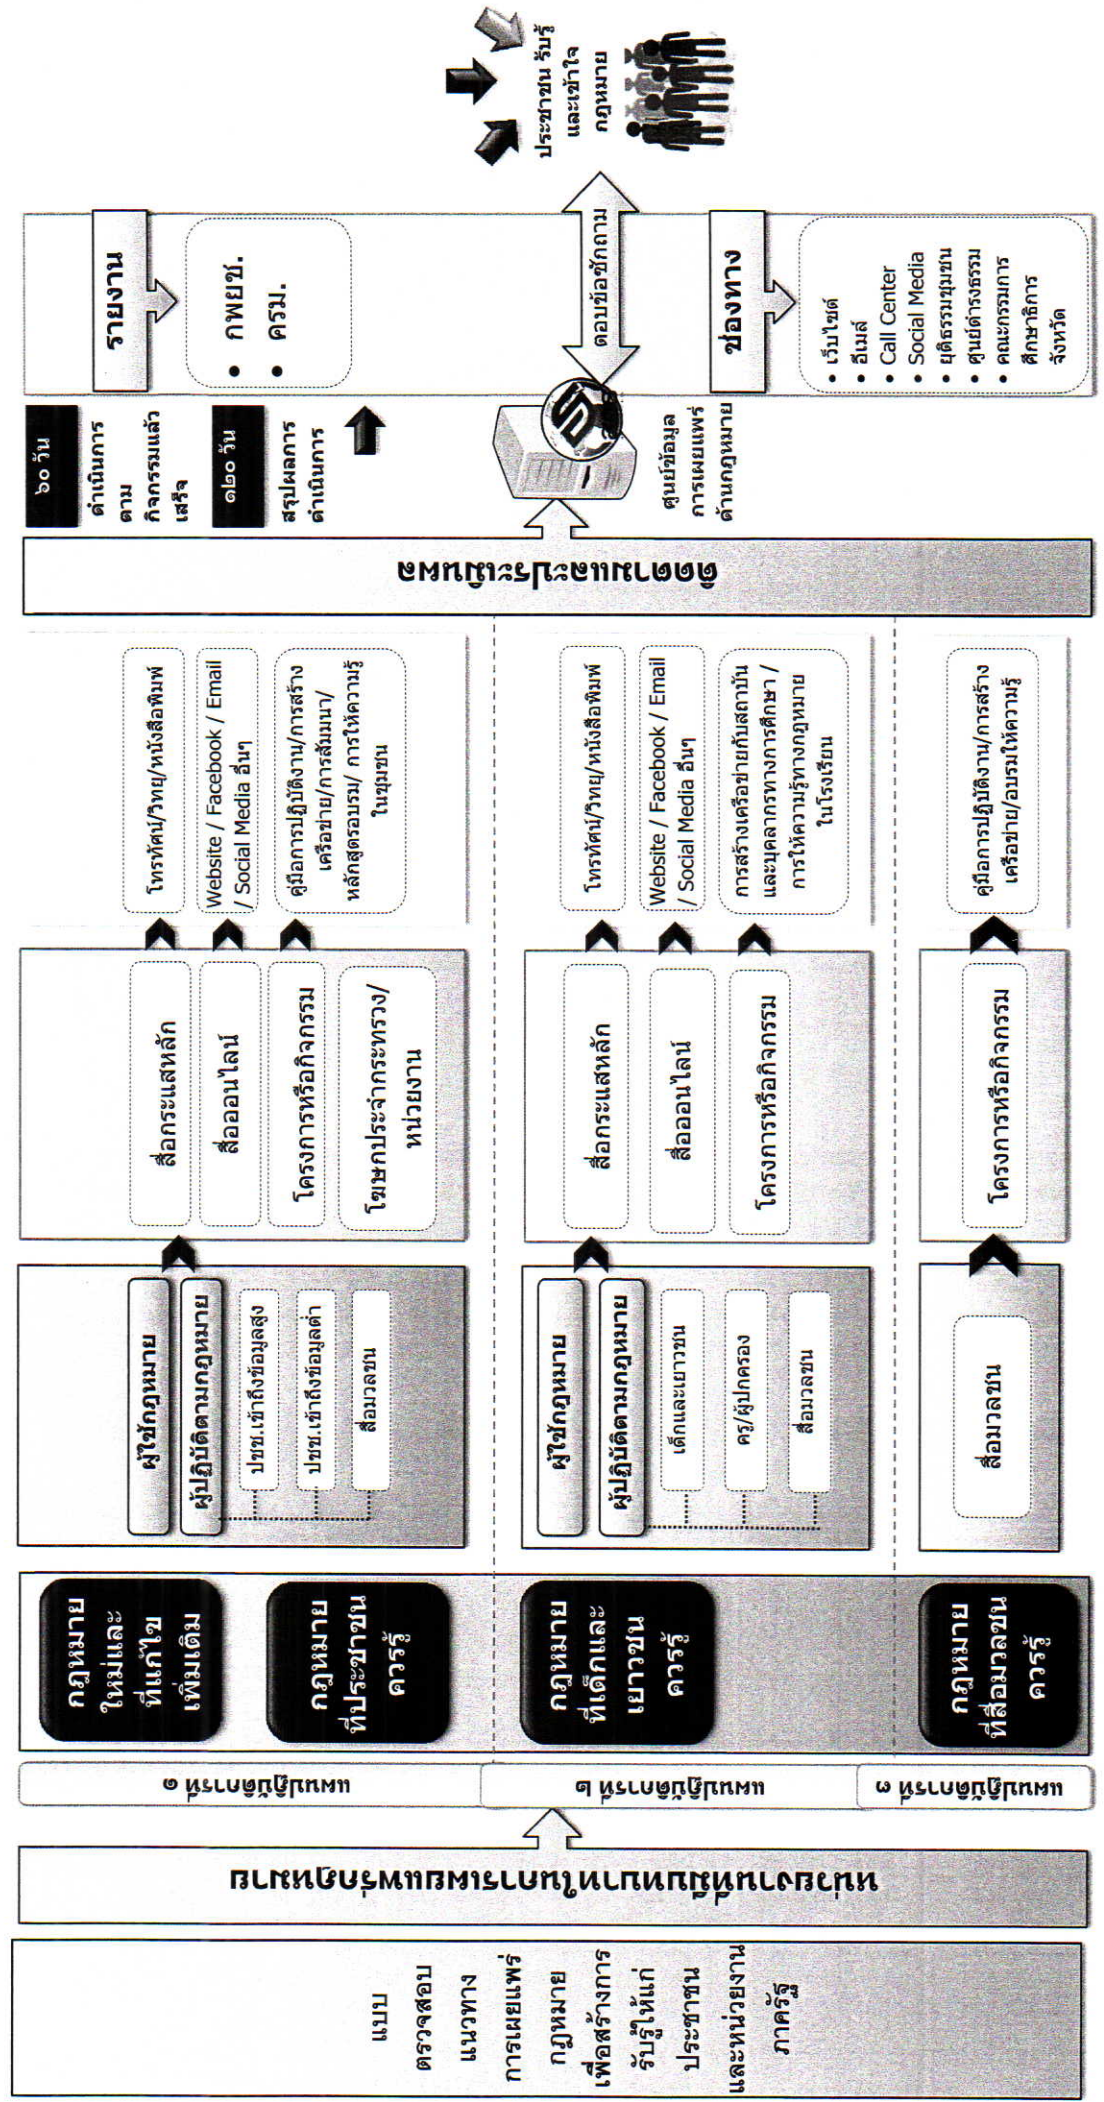 แบบ
ตรวจสอบ
แนวทาง
การเผยแพร่
กฎหมาย
เพื่อสร้างการ
รับรู้ให้แก่
ประชาชน
และหน่วยงาน
ภาครัฐ
หน่วยงานที่มีบทบาทในการเผยแพร่กฎหมาย
แผนปฏิบัติการที่ ๑
แผนปฏิบัติการที่ ๒
แผนปฏิบัติการที่ ๓
กฎหมาย
ใหม่และ
ที่แก้ไข
เพิ่มเติม
กฎหมาย
ที่ประชาชน
ควรรู้
กฎหมาย
ที่เด็กและ
เยาวชน
ควรรู้
กฎหมาย
ที่สื่อมวลชน
ควรรู้
ผู้ใช้กฎหมาย
ผู้ปฏิบัติตามกฎหมาย
ปชช.เข้าถึงข้อมูลสูง
ปชช.เข้าถึงข้อมูลต่ำ
สื่อมวลชน
ผู้ใช้กฎหมาย
ผู้ปฏิบัติตามกฎหมาย
เด็กและเยาวชน
ครู/ผู้ปกครอง
สื่อมวลชน
สื่อมวลชน
สื่อกระแสหลัก
สื่อออนไลน์
โครงการหรือกิจกรรม
โฆษกประจำกระทรวง/
หน่วยงาน
สื่อกระแสหลัก
สื่อออนไลน์
โครงการหรือกิจกรรม
โครงการหรือกิจกรรม
โทรทัศน์/วิทยุ/หนังสือพิมพ์
Website / Facebook / Email
/ Social Media อื่นๆ
คู่มือการปฏิบัติงาน/การสร้าง
เครือข่าย/การสัมมนา/
หลักสูตรอบรม/ การให้ความรู้
ในชุมชน
โทรทัศน์/วิทยุ/หนังสือพิมพ์
Website / Facebook / Email
/ Social Media อื่นๆ
การสร้างเครือข่ายกับสถาบัน
และบุคลากรทางการศึกษา /
การให้ความรู้ทางกฎหมาย
ในโรงเรียน
คู่มือการปฏิบัติงาน/การสร้าง
เครือข่าย/อบรมให้ความรู้
ติดตามและประเมินผล
๖๐ วัน
ดำเนินการ
ตาม
กิจกรรมแล้ว
เสร็จ
๑๒๐ วัน
สรุปผลการ
ดำเนินการ
ศูนย์ข้อมูล
การเผยแพร่
ด้านกฎหมาย
รายงาน
• กพยช.
• ครม.
ตอบข้อซักถาม
ช่องทาง
• เว็บไซต์
• อีเมล์
• Call Center
• Social Media
• ยุติธรรมชุมชน
• ศูนย์ดำรงธรรม
• คณะกรรมการ
ศึกษาธิการ
จังหวัด
ประชาชน รับรู้
และเข้าใจ
กฎหมาย